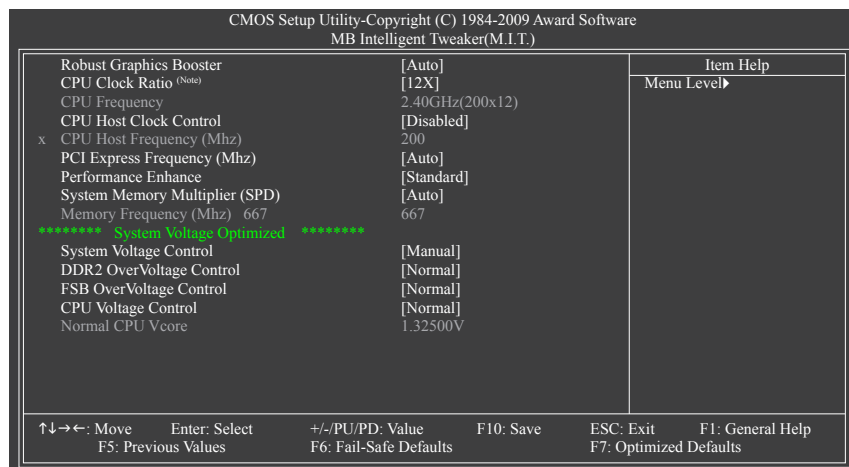 CMOS Setup Utility-Copyright (C) 1984-2009 Award Software
MB Intelligent Tweaker(M.I.T.)
Robust Graphics Booster [Auto]
CPU Clock Ratio (Note) [12X]
CPU Frequency 2.40GHz(200x12)
CPU Host Clock Control [Disabled]
x CPU Host Frequency (Mhz) 200
PCI Express Frequency (Mhz) [Auto]
Performance Enhance [Standard]
System Memory Multiplier (SPD) [Auto]
Memory Frequency (Mhz) 667 667
******** System Voltage Optimized ********
System Voltage Control [Manual]
DDR2 OverVoltage Control [Normal]
FSB OverVoltage Control [Normal]
CPU Voltage Control [Normal]
Normal CPU Vcore 1.32500V
Item Help
Menu Level▶
↑↓→←: Move Enter: Select +/-/PU/PD: Value F10: Save ESC: Exit F1: General Help
F5: Previous Values F6: Fail-Safe Defaults F7: Optimized Defaults